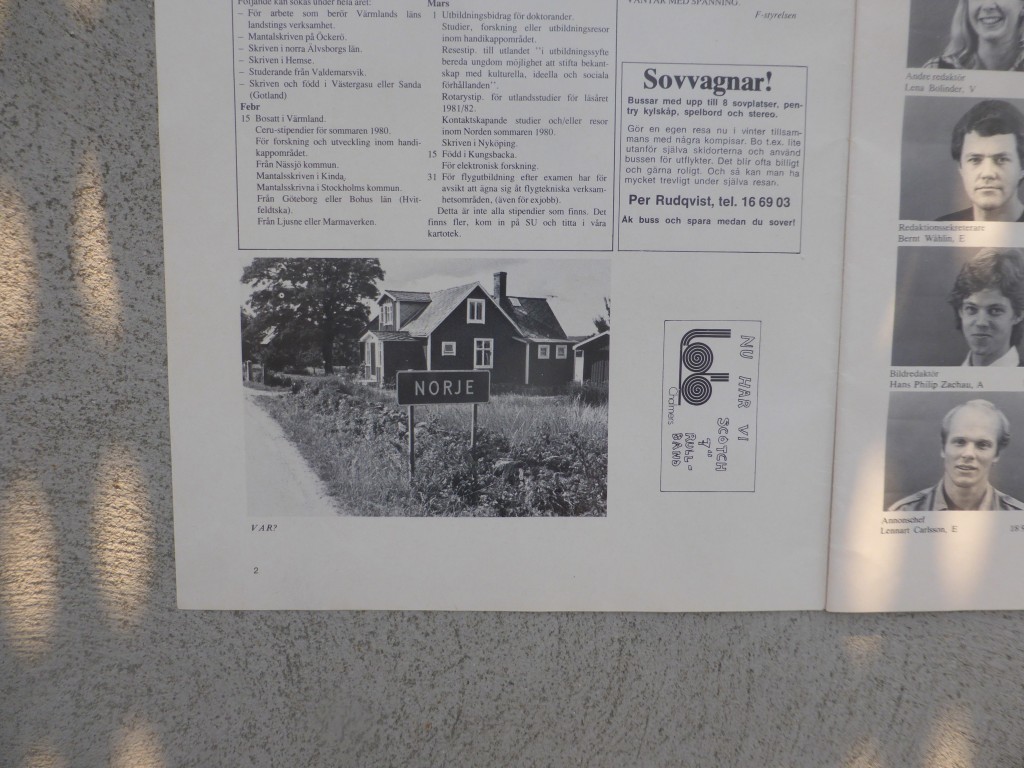 Följande kan sökas under hela året:
– För arbete som berör Värmlands läns
landstings verksamhet.
– Mantalskriven på Öckerö.
– Skriven i norra Älvsborgs län.
– Skriven i Hemse.
– Studerande från Valdemarsvik.
– Skriven och född i Västergasu eller Sanda
(Gotland)
Febr
15 Bosatt i Värmland.
Ceru-stipendier för sommaren 1980.
För forskning och utveckling inom handi-
kappområdet.
Från Nässjö kommun.
Mantalsskriven i Kinda,
Mantalsskrivna i Stockholms kommun.
Från Göteborg eller Bohus län (Hvit-
feldtska).
Från Ljusne eller Marmaverken.
Mars
1 Utbildningsbidrag för doktorander.
Studier, forskning eller utbildningsresor
inom handikappområdet.
Resestip. till utlandet "i utbildningssyfte
bereda ungdom möjlighet att stifta bekant-
skap med kulturella, ideella och sociala
förhållanden".
Rotarystip. för utlandsstudier för läsåret
1981/82.
Kontaktskapande studier och/eller resor
inom Norden sommaren 1980.
Skriven i Nyköping.
15 Född i Kungsbacka.
För elektronisk forskning.
31 För flygutbildning efter examen har för
avsikt att ägna sig åt flygtekniska verksam-
hetsområden, (även för exjobb).
Detta är inte alla stipendier som finns. Det
finns fler, kom in på SU och titta i våra
kartotek.
VÄNTAR MED SPÄNNING.
F-styrelsen
Sovvagnar!
Bussar med upp till 8 sovplatser, pen-
try kylskåp, spelbord och stereo.
Gör en egen resa nu i vinter tillsam-
mans med några kompisar. Bo t.ex. lite
utanför själva skidorterna och använd
bussen för utflykter. Det blir ofta billigt
och gärna roligt. Och så kan man ha
mycket trevligt under själva resan.
Per Rudqvist, tel. 16 69 03
Åk buss och spara medan du sover!
NORJE
VAR?
2
Chalmers
NU HAR VI
SCOTCH
7"
RULL-
BAND
Andre redaktör
Lena Bolinder, V
Redaktionssekreterare
Bernt Wåhlin, E
Bildredaktör
Hans Philip Zachau, A
Annonschef
Lennart Carlsson, E